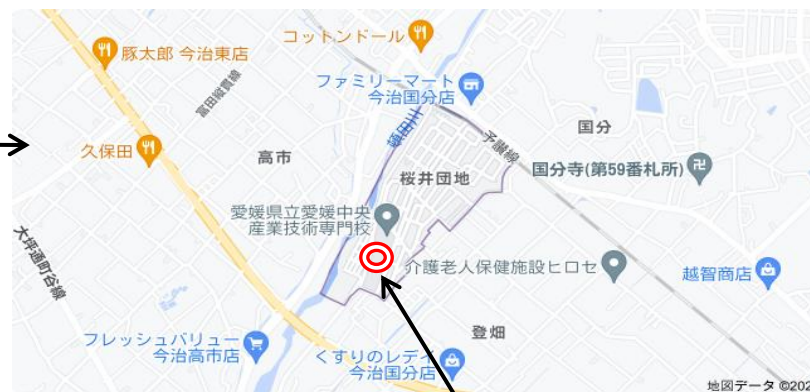 コットンドール
豚太郎 今治東店
富田縦貫線
ファミリーマート
今治国分店
国分
予讃線
久保田
高市
桜井団地
国分寺(第59番札所)
愛媛県立愛媛中央
産業技術専門校
大坪通町谷線
介護老人保健施設ヒロセ
越智商店
登畑
フレッシュバリュー
今治高市店
くすりのレデイ
今治国分店
地図データ ©202